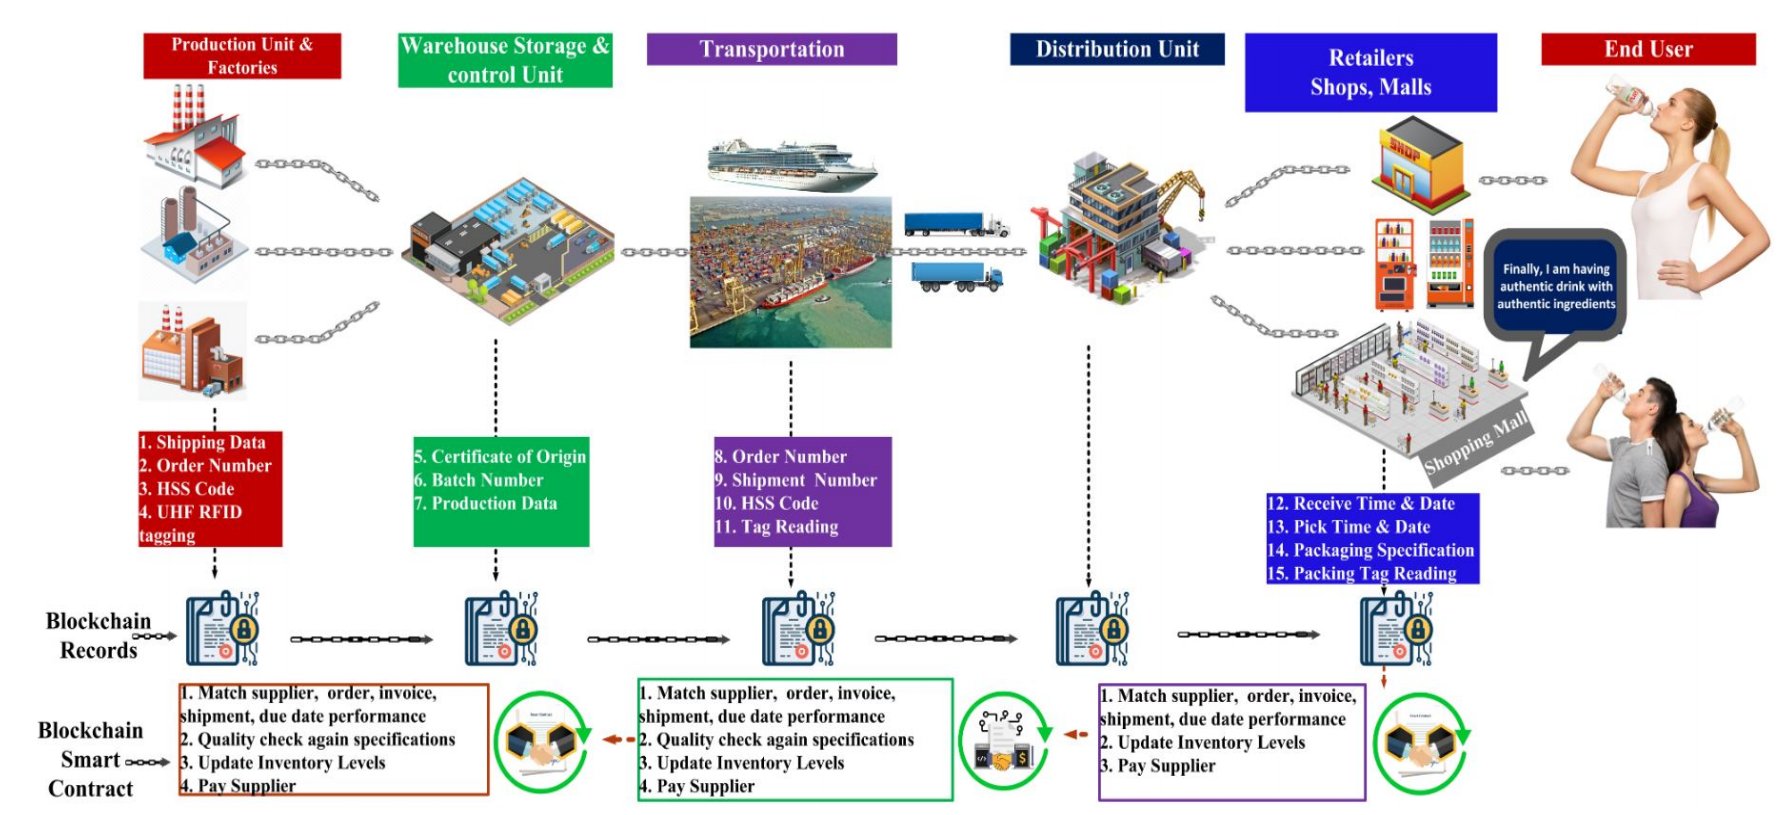 Production Unit &
Factories
Warehouse Storage &
control Unit
Transportation
Distribution Unit
Retailers
Shops, Malls
End User
SHOP
Finally, I am having
authentic drink with
authentic ingredients
Shopping Mall
1. Shipping Data
2. Order Number
3. HSS Code
4. UHF RFID
tagging
5. Certificate of Origin
6. Batch Number
7. Production Data
8. Order Number
9. Shipment Number
10. HSS Code
11. Tag Reading
12. Receive Time & Date
13. Pick Time & Date
14. Packaging Specification
15. Packing Tag Reading
Blockchain
Records
Blockchain
Smart
Contract
1. Match supplier, order, invoice,
shipment, due date performance
2. Quality check again specifications
3. Update Inventory Levels
4. Pay Supplier
1. Match supplier, order, invoice,
shipment, due date performance
2. Quality check again specifications
3. Update Inventory Levels
4. Pay Supplier
</>
$
1. Match supplier, order, invoice,
shipment, due date performance
2. Update Inventory Levels
3. Pay Supplier